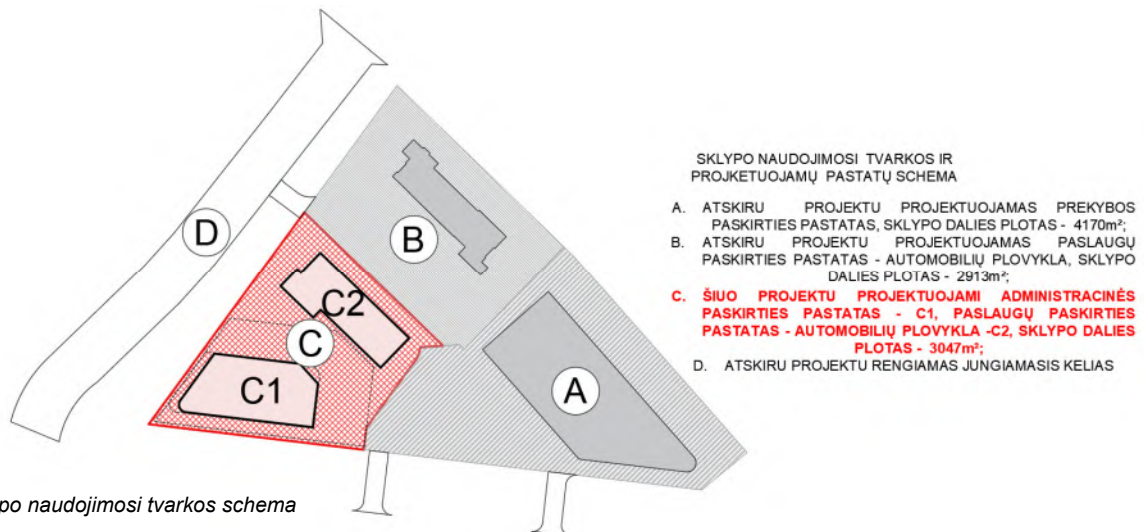 SKLYPO NAUDOJIMOSI TVARKOS IR
PROJKETUOJAMŲ PASTATŲ SCHEMA
A. ATSKIRU PROJEKTU PROJEKTUOJAMAS PREKYBOS
PASKIRTIES PASTATAS, SKLYPO DALIES PLOTAS - 4170m²;
B. ATSKIRU PROJEKTU PROJEKTUOJAMAS PASLAUGŲ
PASKIRTIES PASTATAS - AUTOMOBILIŲ PLOVYKLA, SKLYPO
DALIES PLOTAS - 2913m²;
C. ŠIUO PROJEKTU PROJEKTUOJAMI ADMINISTRACINĖS
PASKIRTIES PASTATAS - C1, PASLAUGŲ PASKIRTIES
PASTATAS - AUTOMOBILIŲ PLOVYKLA -C2, SKLYPO DALIES
PLOTAS - 3047m²;
D. ATSKIRU PROJEKTU RENGIAMAS JUNGIAMASIS KELIAS
D
B
C2
C
C1
A
po naudojimosi tvarkos schema